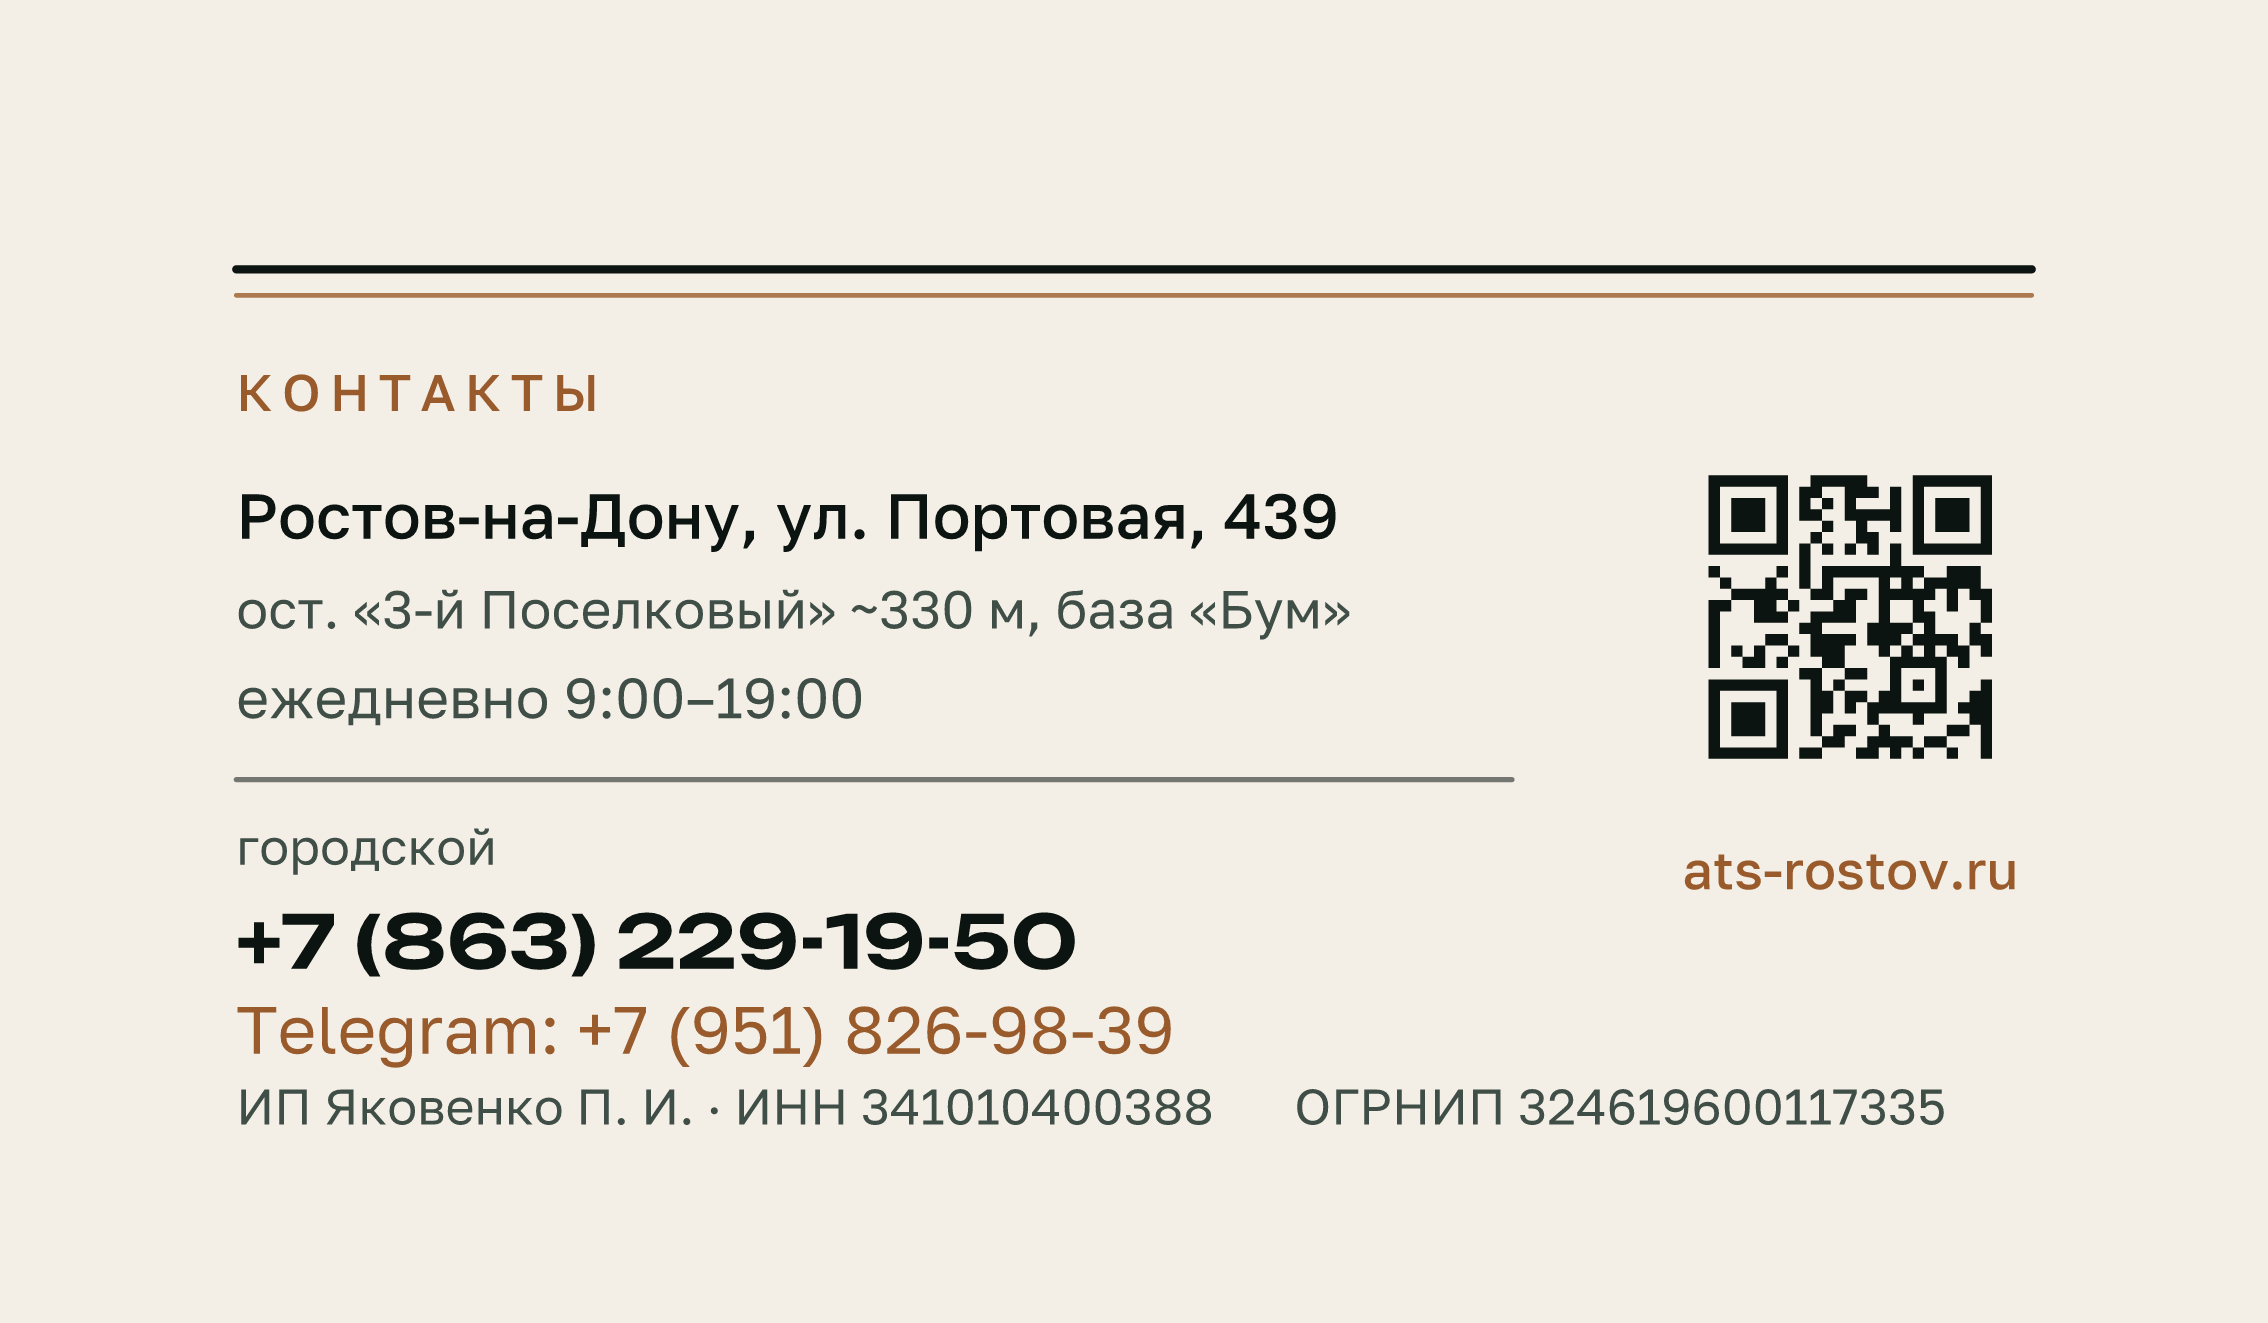 КОНТАКТЫ
Ростов-на-Дону, ул. Портовая, 439
ост. «3-й Поселковый» ~330 м, база «Бум»
ежедневно 9:00–19:00
городской
+7 (863) 229-19-50
Telegram: +7 (951) 826-98-39
ИП Яковенко П. И. · ИНН 341010400388 ОГРНИП 324619600117335
ats-rostov.ru